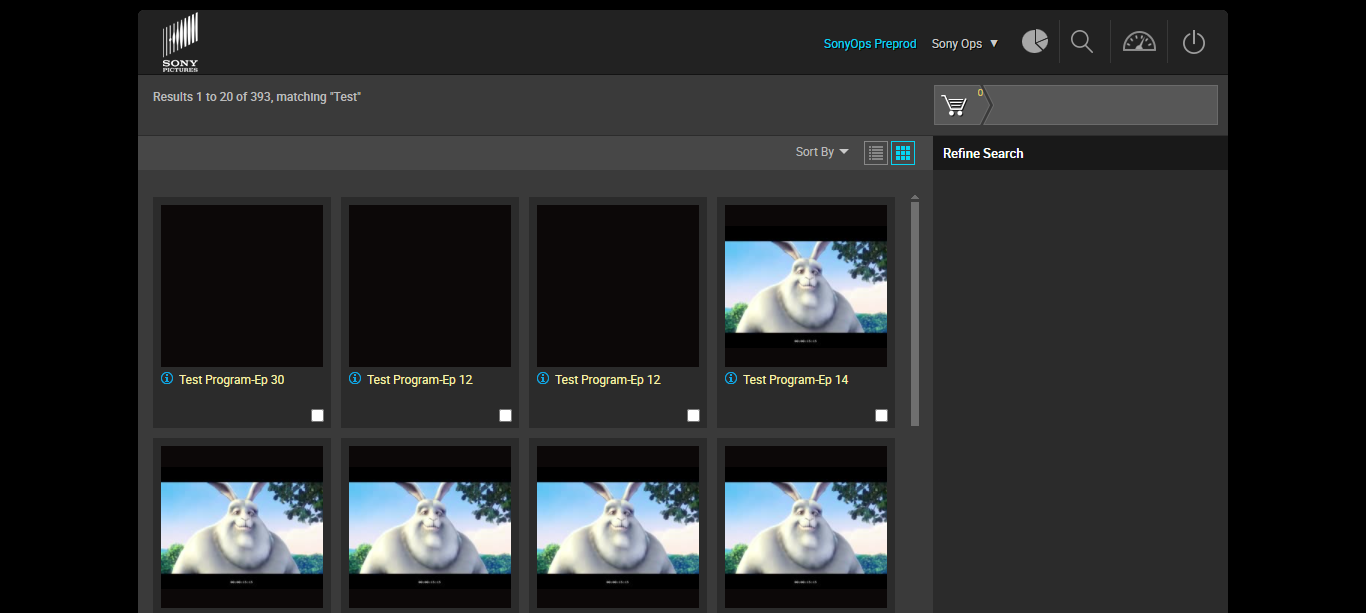 SONY
PICTURES
SonyOps Preprod
Sony Ops
Results 1 to 20 of 393, matching "Test"
0
Sort By
Refine Search
Test Program-Ep 30
Test Program-Ep 12
Test Program-Ep 12
Test Program-Ep 14